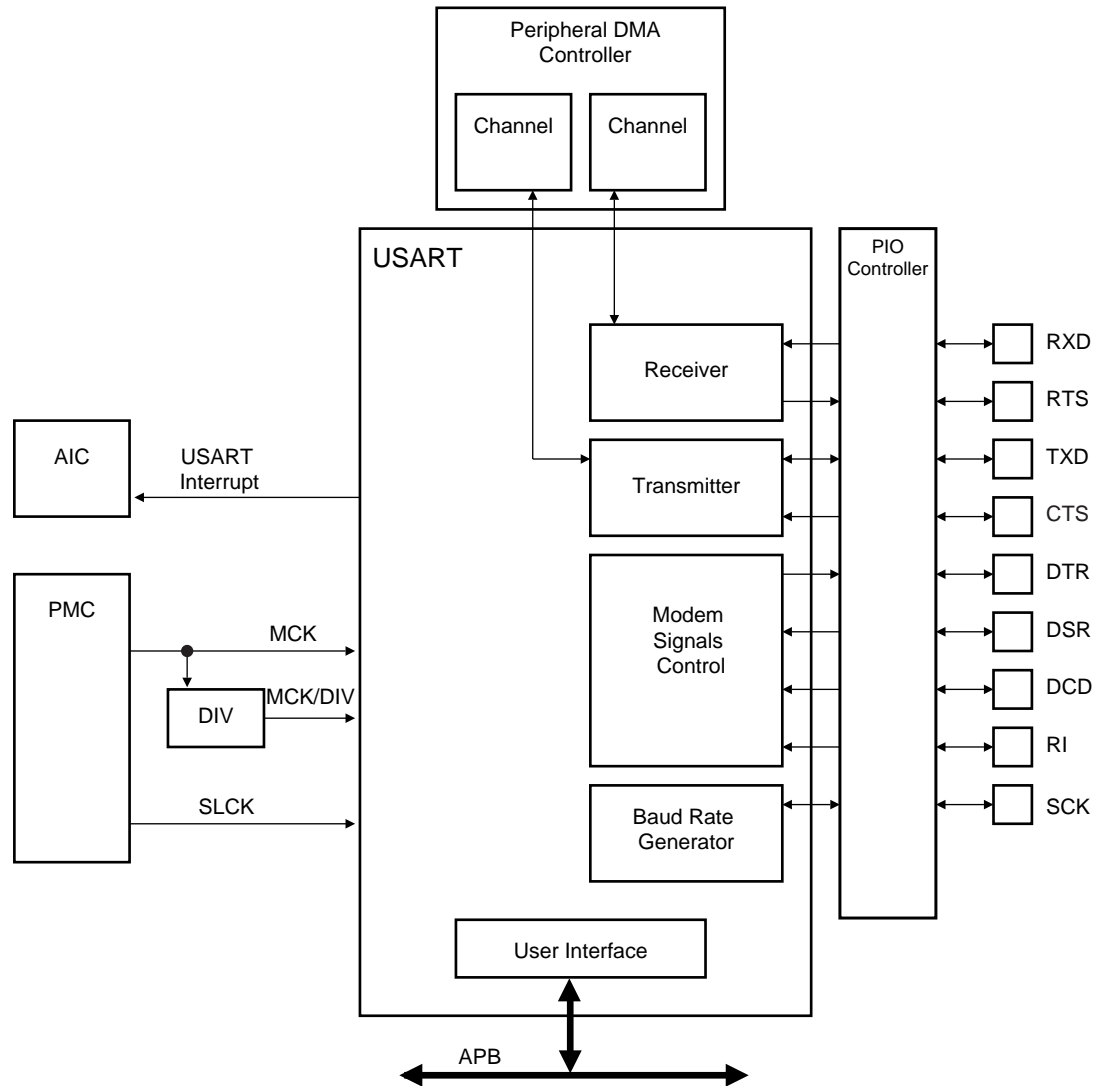 Peripheral DMA
Controller
Channel
Channel
USART
PIO
Controller
Receiver
RXD
RTS
AIC
USART
Interrupt
Transmitter
TXD
CTS
PMC
MCK
DIV
MCK/DIV
SLCK
Modem
Signals
Control
DTR
DSR
DCD
RI
Baud Rate
Generator
SCK
User Interface
APB